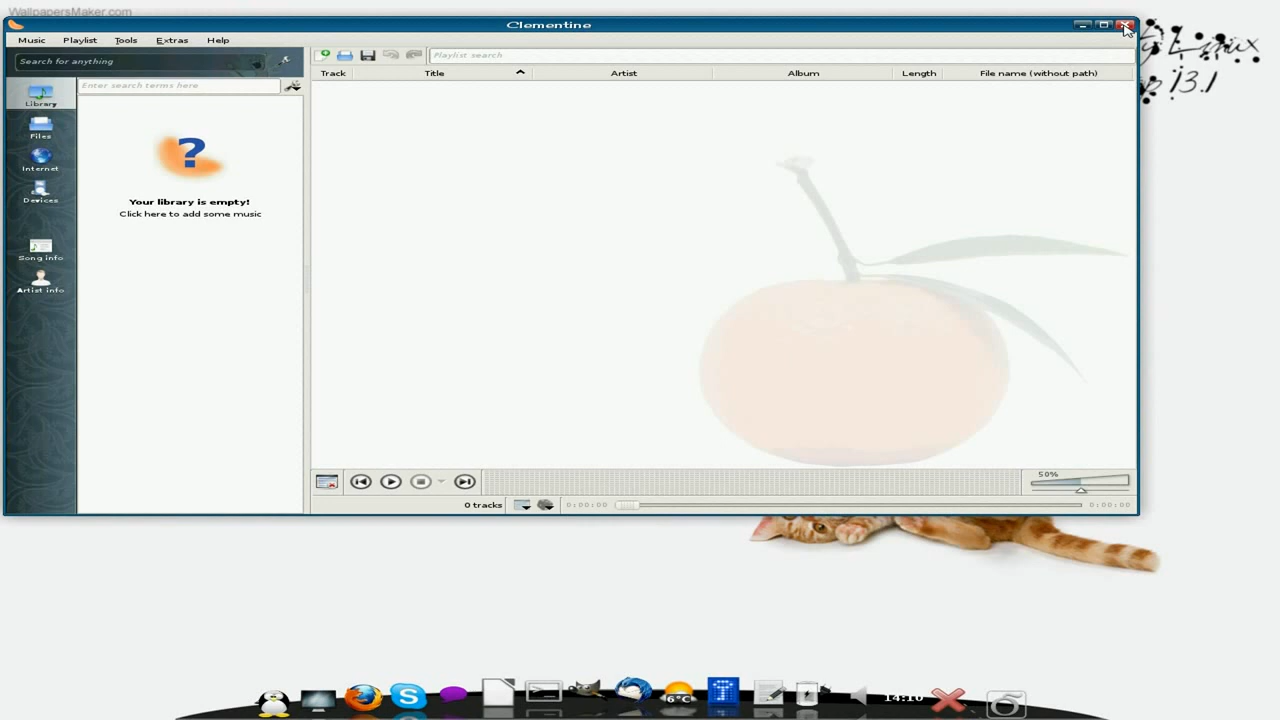 WallpapersMaker.com
Clementine
Music Playlist Tools Extras Help
Search for anything
Playlist search
Track Title Artist Album Length File name (without path)
Enter search terms here
Library
Files
Internet
Devices
Song info
Artist info
?
Your library is empty!
Click here to add some music
Linux
13.1
50%
0 tracks
0:00:00
0:00:00
6°C
14:10